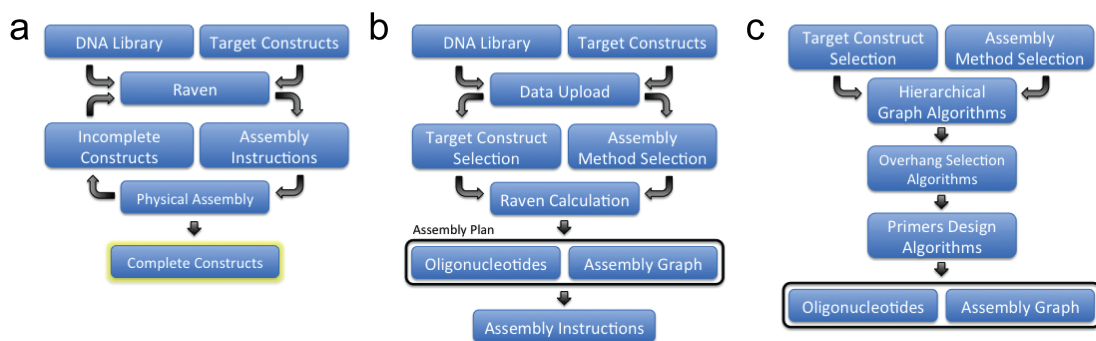 a
DNA Library
Target Constructs
Raven
Incomplete
Constructs
Assembly
Instructions
Physical Assembly
Complete Constructs
b
DNA Library
Target Constructs
Data Upload
Target Construct
Selection
Assembly
Method Selection
Raven Calculation
Assembly Plan
Oligonucleotides
Assembly Graph
Assembly Instructions
c
Target Construct
Selection
Assembly
Method Selection
Hierarchical
Graph Algorithms
Overhang Selection
Algorithms
Primers Design
Algorithms
Oligonucleotides
Assembly Graph